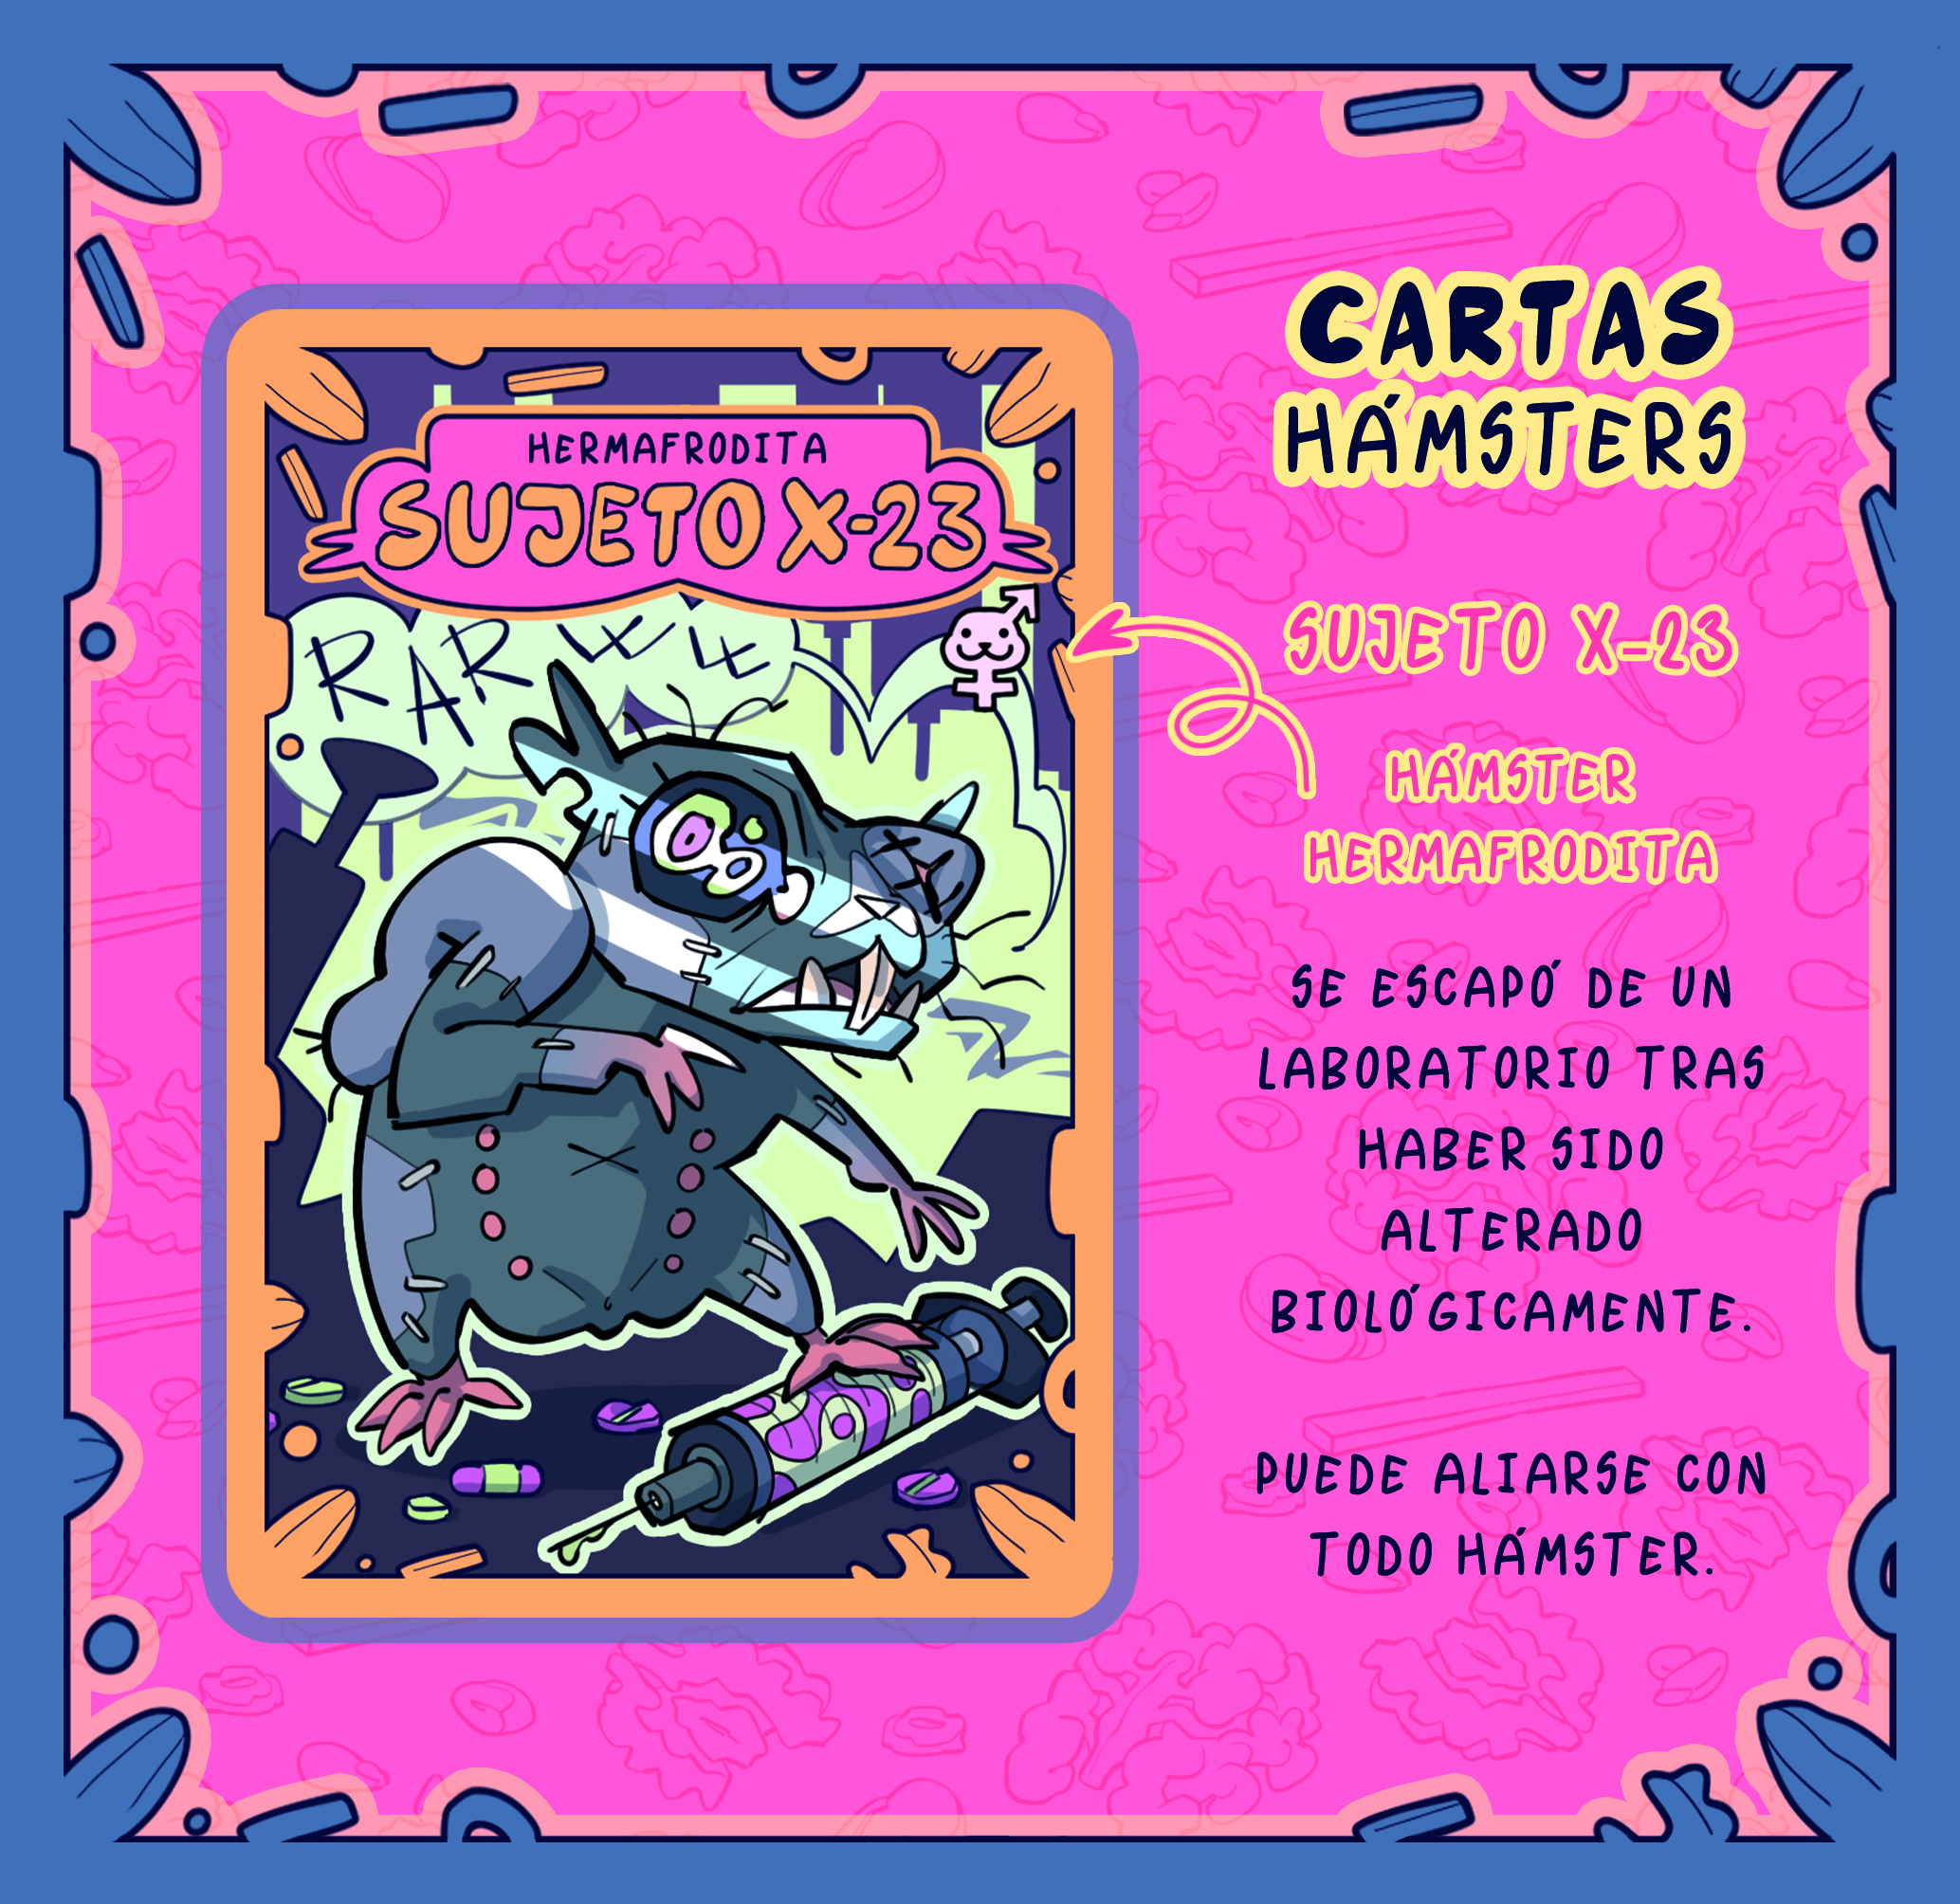 HERMAFRODITA
SUJETO X-23
CARTAS
HÁMSTERS
SUJETO X-23
HÁMSTER
HERMAFRODITA
SE ESCAPÓ DE UN
LABORATORIO TRAS
HABER SIDO
ALTERADO
BIOLÓGICAMENTE.
PUEDE ALIARSE CON
TODO HÁMSTER.